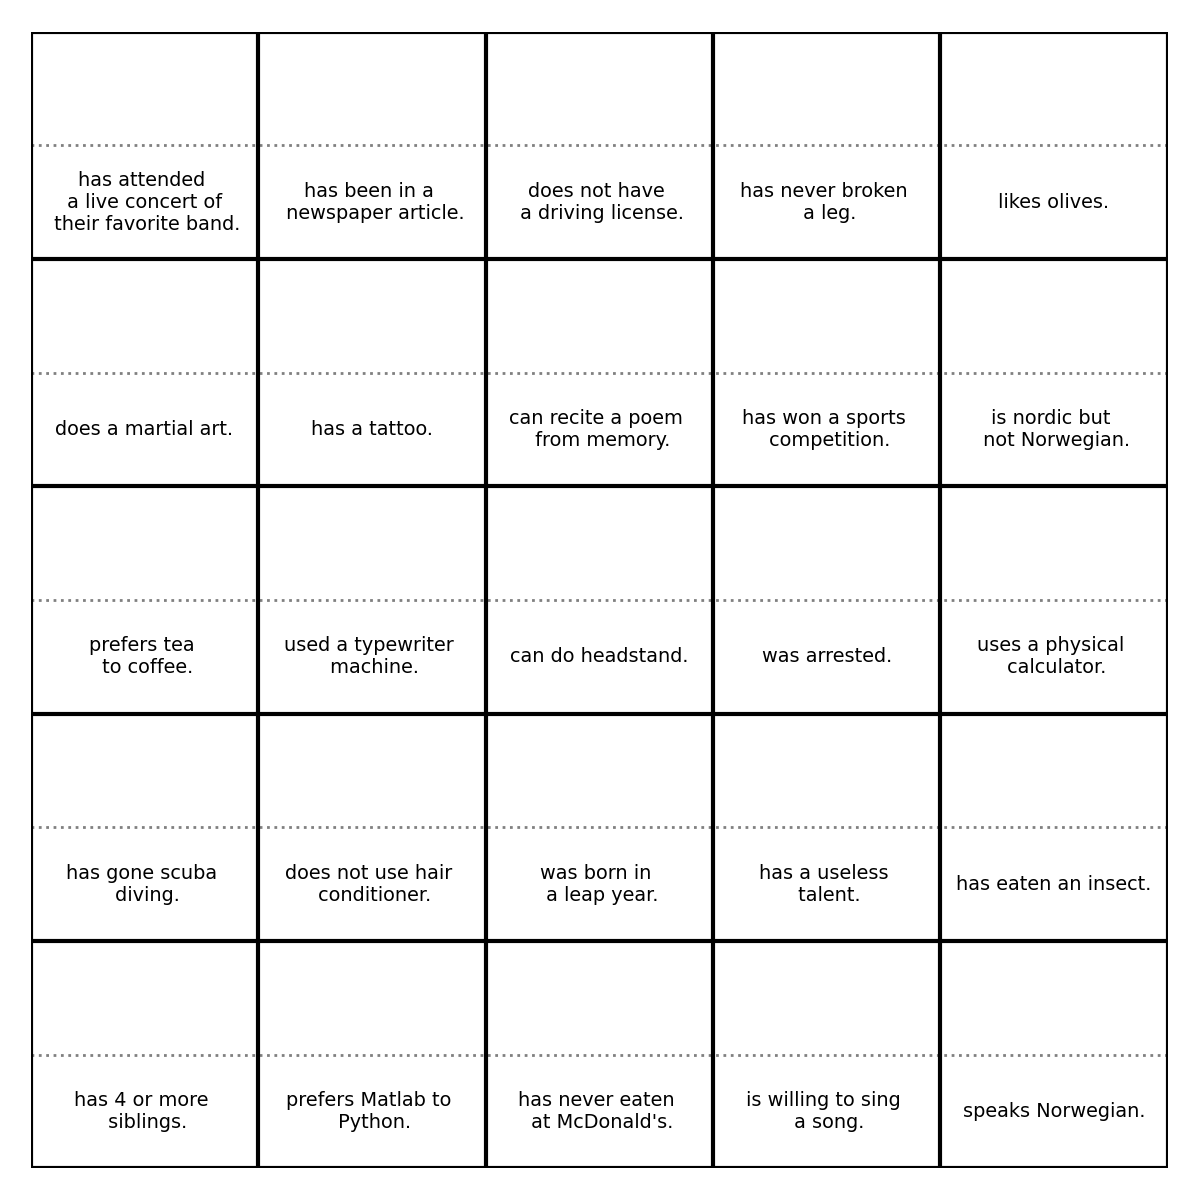 has attended
a live concert of
their favorite band.
has been in a
newspaper article.
does not have
a driving license.
has never broken
a leg.
likes olives.
does a martial art.
has a tattoo.
can recite a poem
from memory.
has won a sports
competition.
is nordic but
not Norwegian.
prefers tea
to coffee.
used a typewriter
machine.
can do headstand.
was arrested.
uses a physical
calculator.
has gone scuba
diving.
does not use hair
conditioner.
was born in
a leap year.
has a useless
talent.
has eaten an insect.
has 4 or more
siblings.
prefers Matlab to
Python.
has never eaten
at McDonald's.
is willing to sing
a song.
speaks Norwegian.